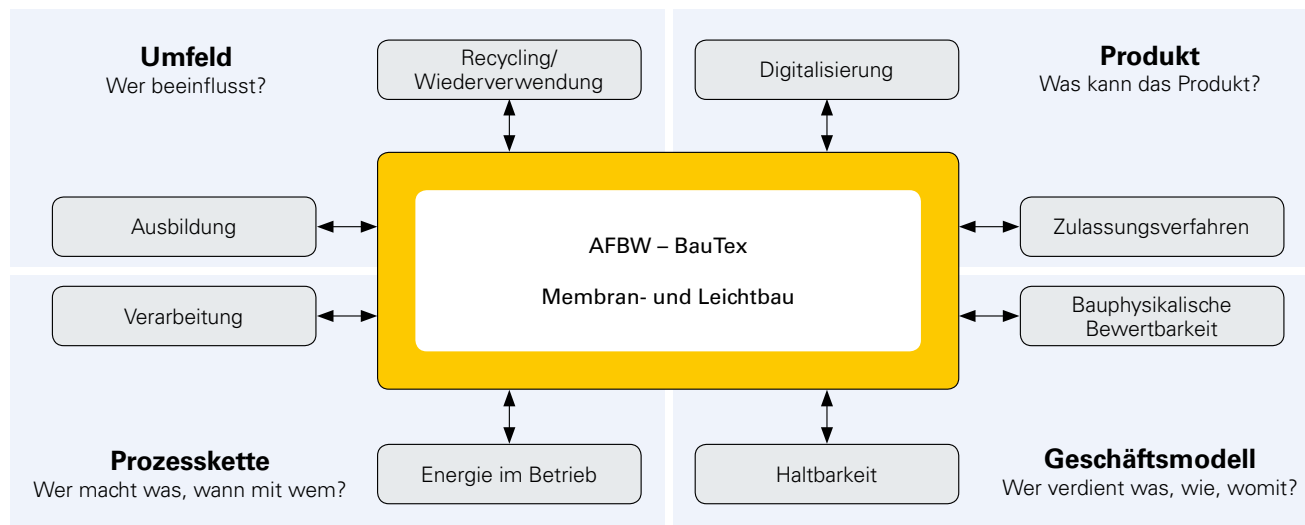 Umfeld
Wer beeinflusst?
Recycling/
Wiederverwendung
Digitalisierung
Produkt
Was kann das Produkt?
Ausbildung
Zulassungsverfahren
AFBW – BauTex
Membran- und Leichtbau
Verarbeitung
Bauphysikalische
Bewertbarkeit
Prozesskette
Wer macht was, wann mit wem?
Energie im Betrieb
Haltbarkeit
Geschäftsmodell
Wer verdient was, wie, womit?